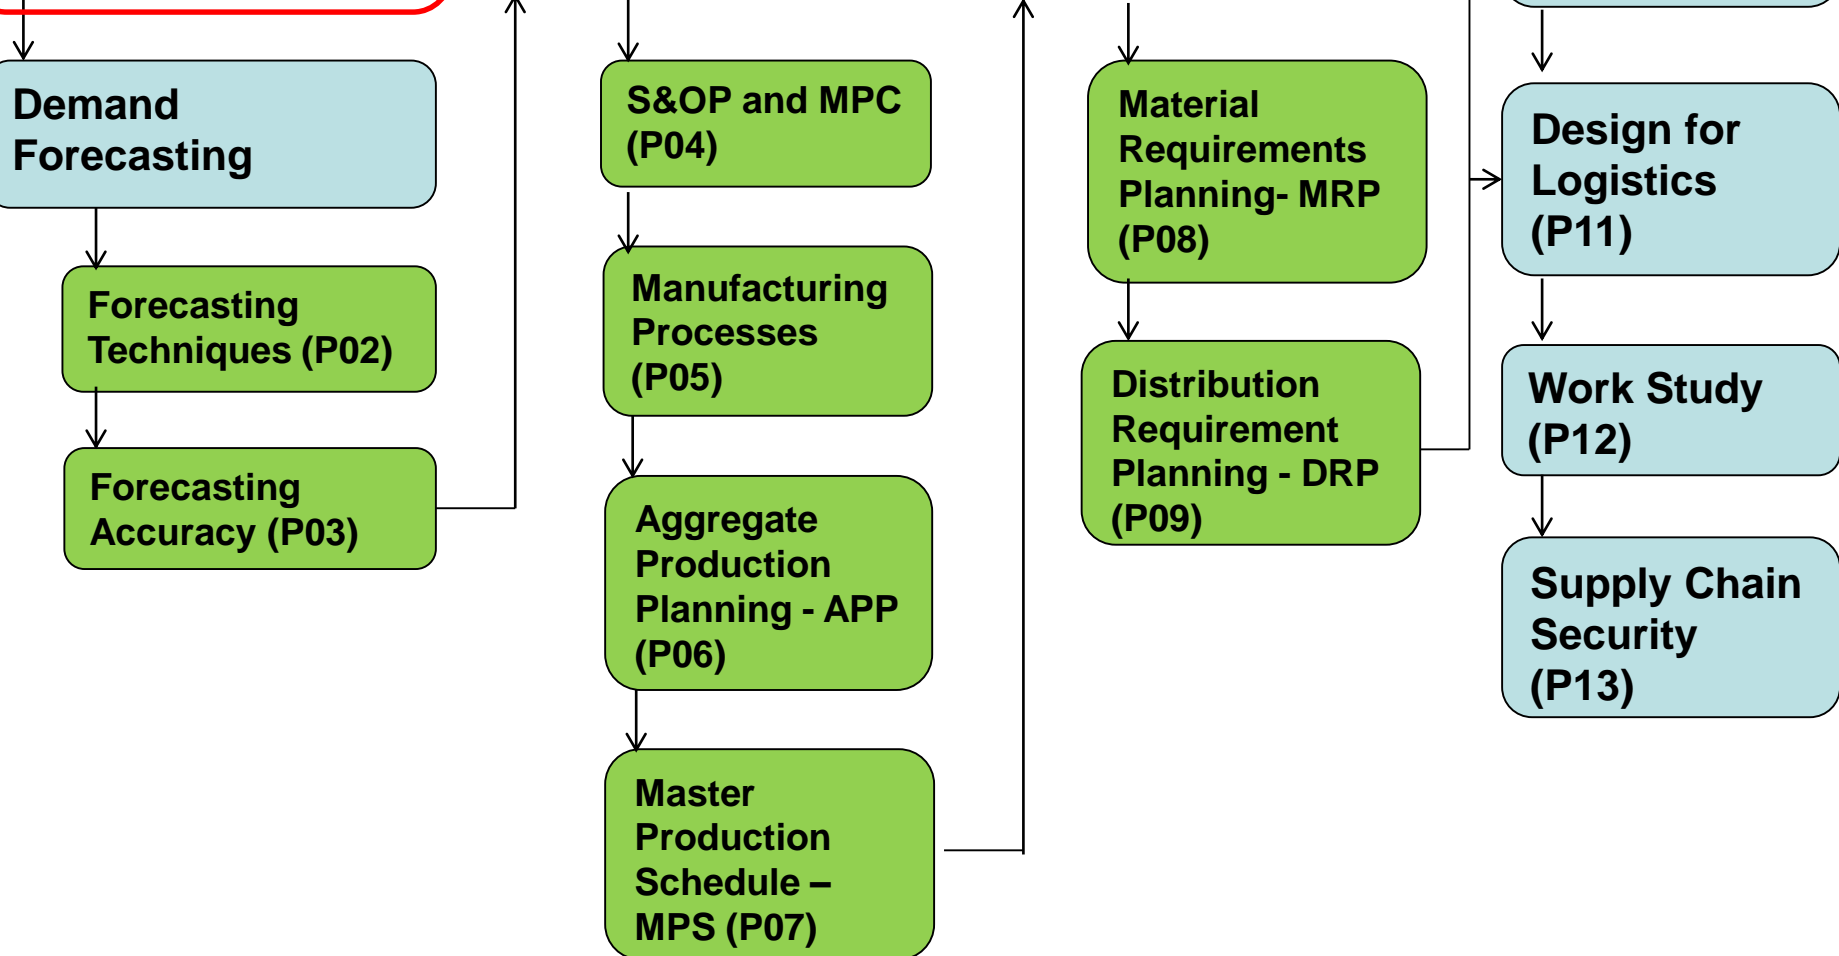 Demand
Forecasting
Forecasting
Techniques (P02)
Forecasting
Accuracy (P03)
S&OP and MPC
(P04)
Manufacturing
Processes
(P05)
Aggregate
Production
Planning - APP
(P06)
Master
Production
Schedule –
MPS (P07)
Material
Requirements
Planning- MRP
(P08)
Distribution
Requirement
Planning - DRP
(P09)
Design for
Logistics
(P11)
Work Study
(P12)
Supply Chain
Security
(P13)